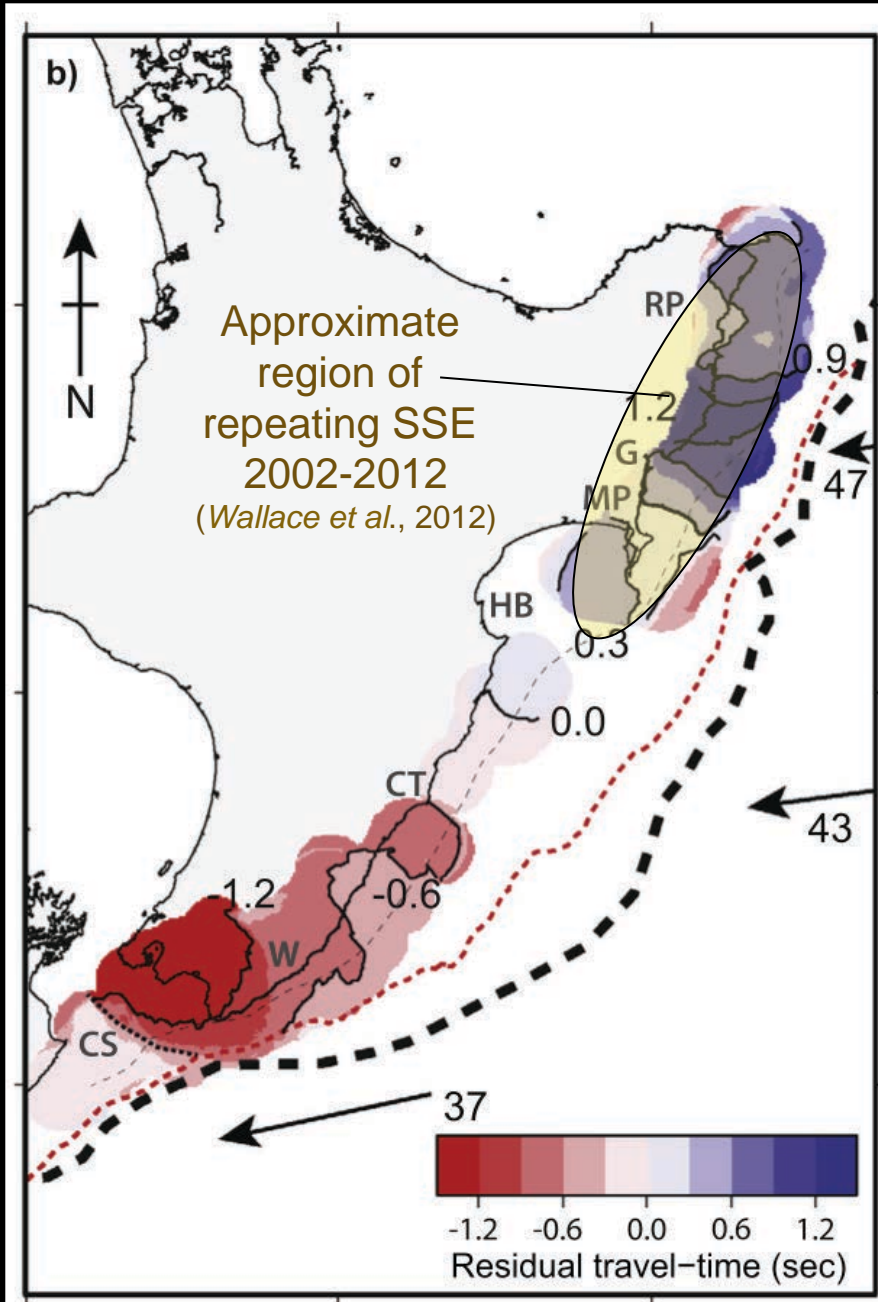 b)
N
Approximate
region of
repeating SSE
2002-2012
(Wallace et al., 2012)
RP
0.9
1.2
G
47
MP
HB
0.3
0.0
CT
43
-1.2
-0.6
W
CS
37
-1.2 -0.6 0.0 0.6 1.2
Residual travel-time (sec)